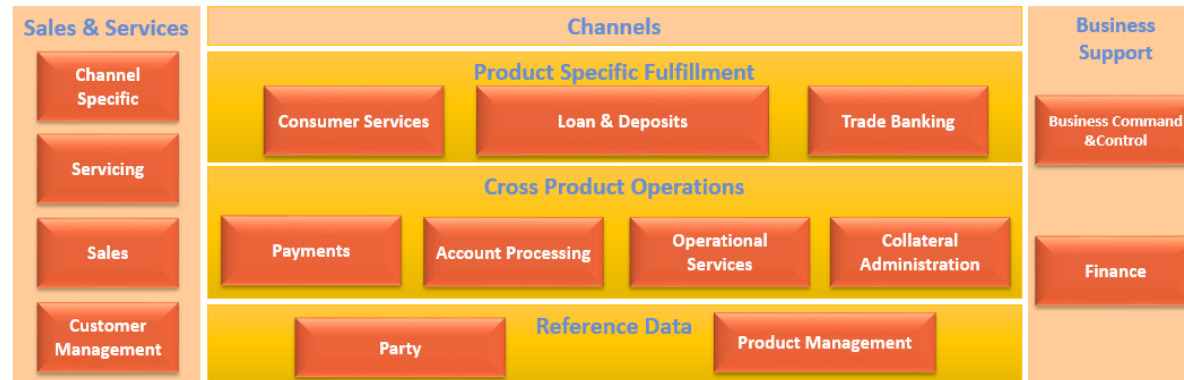 Sales & Services
Channel
Specific
Servicing
Sales
Customer
Management
Channels
Product Specific Fulfillment
Consumer Services
Loan & Deposits
Trade Banking
Cross Product Operations
Payments
Account Processing
Operational
Services
Collateral
Administration
Reference Data
Party
Product Management
Business
Support
Business Command
&Control
Finance